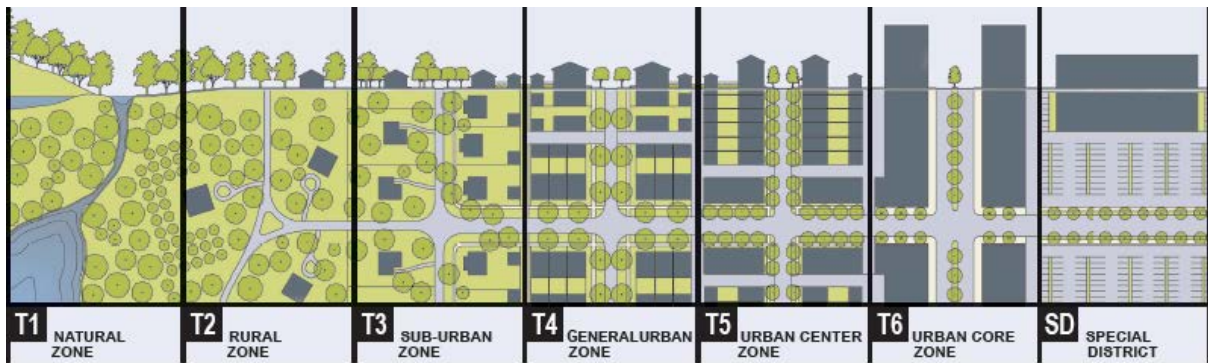 T1 NATURAL
ZONE
T2 RURAL
ZONE
T3 SUB-URBAN
ZONE
T4 GENERALURBAN
ZONE
T5 URBAN CENTER
ZONE
T6 URBAN CORE
ZONE
SD SPECIAL
DISTRICT